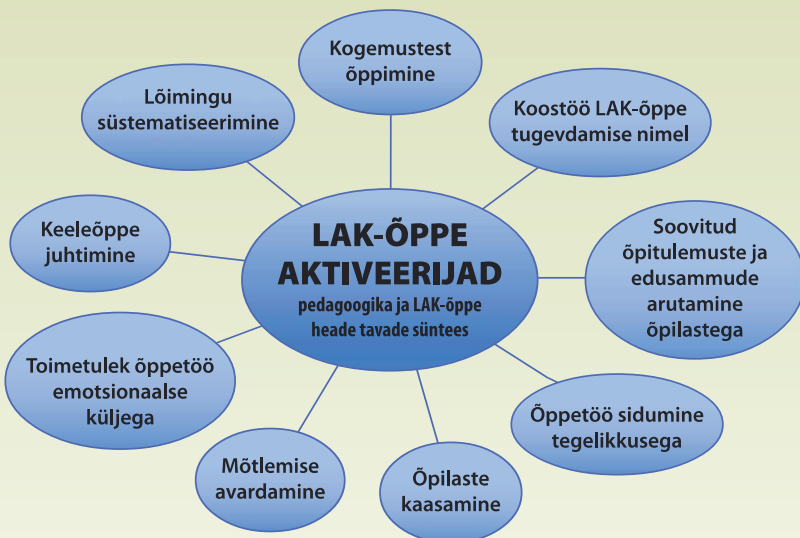 LAK-ÕPPE
AKTIVEERIJAD
pedagoogika ja LAK-õppe
heade tavade süntees
Kogemustest
õppimine
Koostöö LAK-õppe
tugevdamise nimel
Soovitud
õpitulemuste ja
edusammude
arutamine
õpilastega
Õppetöö sidumine
tegelikkusega
Õpilaste
kaasamine
Mõtlemise
avardamine
Toimetulek õppetöö
emotsionaalse
küljega
Keeleõppe
juhtimine
Lõimingu
süstematiseerimine